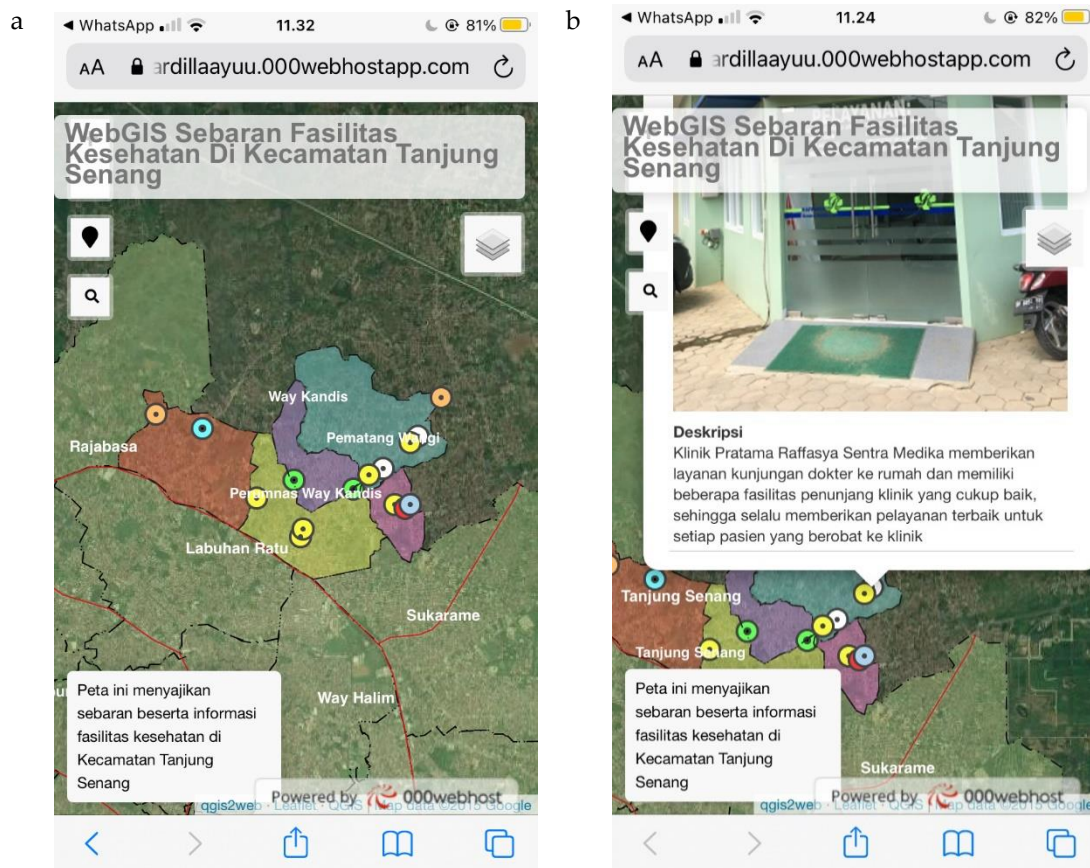 a
WhatsApp
11.32
81%
AA
ardillaayuu.000webhostapp.com
WebGIS Sebaran Fasilitas
Kesehatan Di Kecamatan Tanjung
Senang
Way Kandis
Pematang Wangi
Rajabasa
Perumnas Way Kandis
Labuhan Ratu
Sukarame
Way Halim
Peta ini menyajikan
sebaran beserta informasi
fasilitas kesehatan di
Kecamatan Tanjung
Senang
Powered by 000webhost
qgis2web · Leaflet · QGIS | Map data ©2015 Google
b
WhatsApp
11.24
82%
AA
ardillaayuu.000webhostapp.com
PELAYANAN
WebGIS Sebaran Fasilitas
Kesehatan Di Kecamatan Tanjung
Senang
Deskripsi
Klinik Pratama Raffasya Sentra Medika memberikan
layanan kunjungan dokter ke rumah dan memiliki
beberapa fasilitas penunjang klinik yang cukup baik,
sehingga selalu memberikan pelayanan terbaik untuk
setiap pasien yang berobat ke klinik
Tanjung Senang
Tanjung Senang
Peta ini menyajikan
sebaran beserta informasi
fasilitas kesehatan di
Kecamatan Tanjung
Senang
Sukarame
Powered by 000webhost
qgis2web · Leaflet · QGIS | Map data ©2015 Google